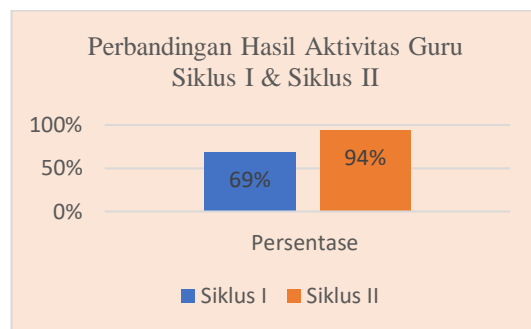 Perbandingan Hasil Aktivitas Guru
Siklus I & Siklus II
100%
50%
0%
69%
94%
Persentase
Siklus I
Siklus II